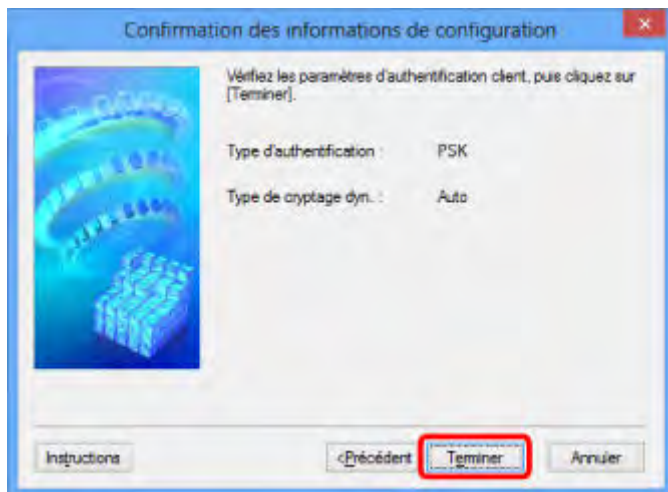 Confirmation des informations de configuration
Vérifiez les paramètres d'authentification client, puis cliquez sur
[Terminer].
Type d'authentification : PSK
Type de cryptage dyn. : Auto
Instructions <Précédent Terminer Annuler